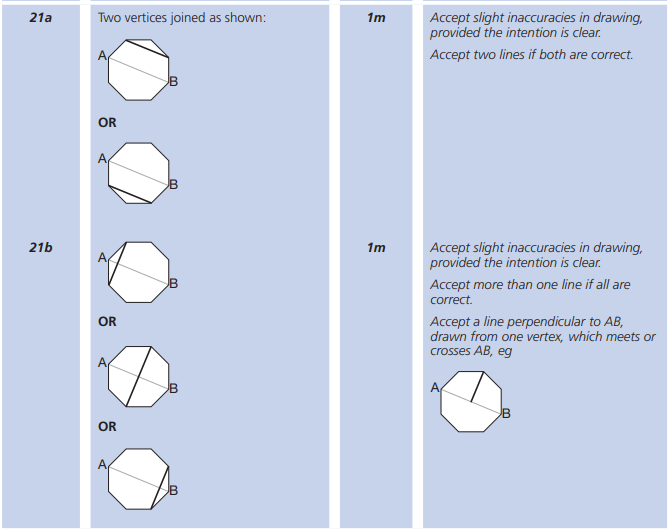 21a
Two vertices joined as shown:
1m
Accept slight inaccuracies in drawing,
provided the intention is clear.
Accept two lines if both are correct.
A
B
OR
A
B
21b
1m
Accept slight inaccuracies in drawing,
provided the intention is clear.
Accept more than one line if all are
correct.
Accept a line perpendicular to AB,
drawn from one vertex, which meets or
crosses AB, eg
A
B
A
B
OR
A
B
OR
A
B